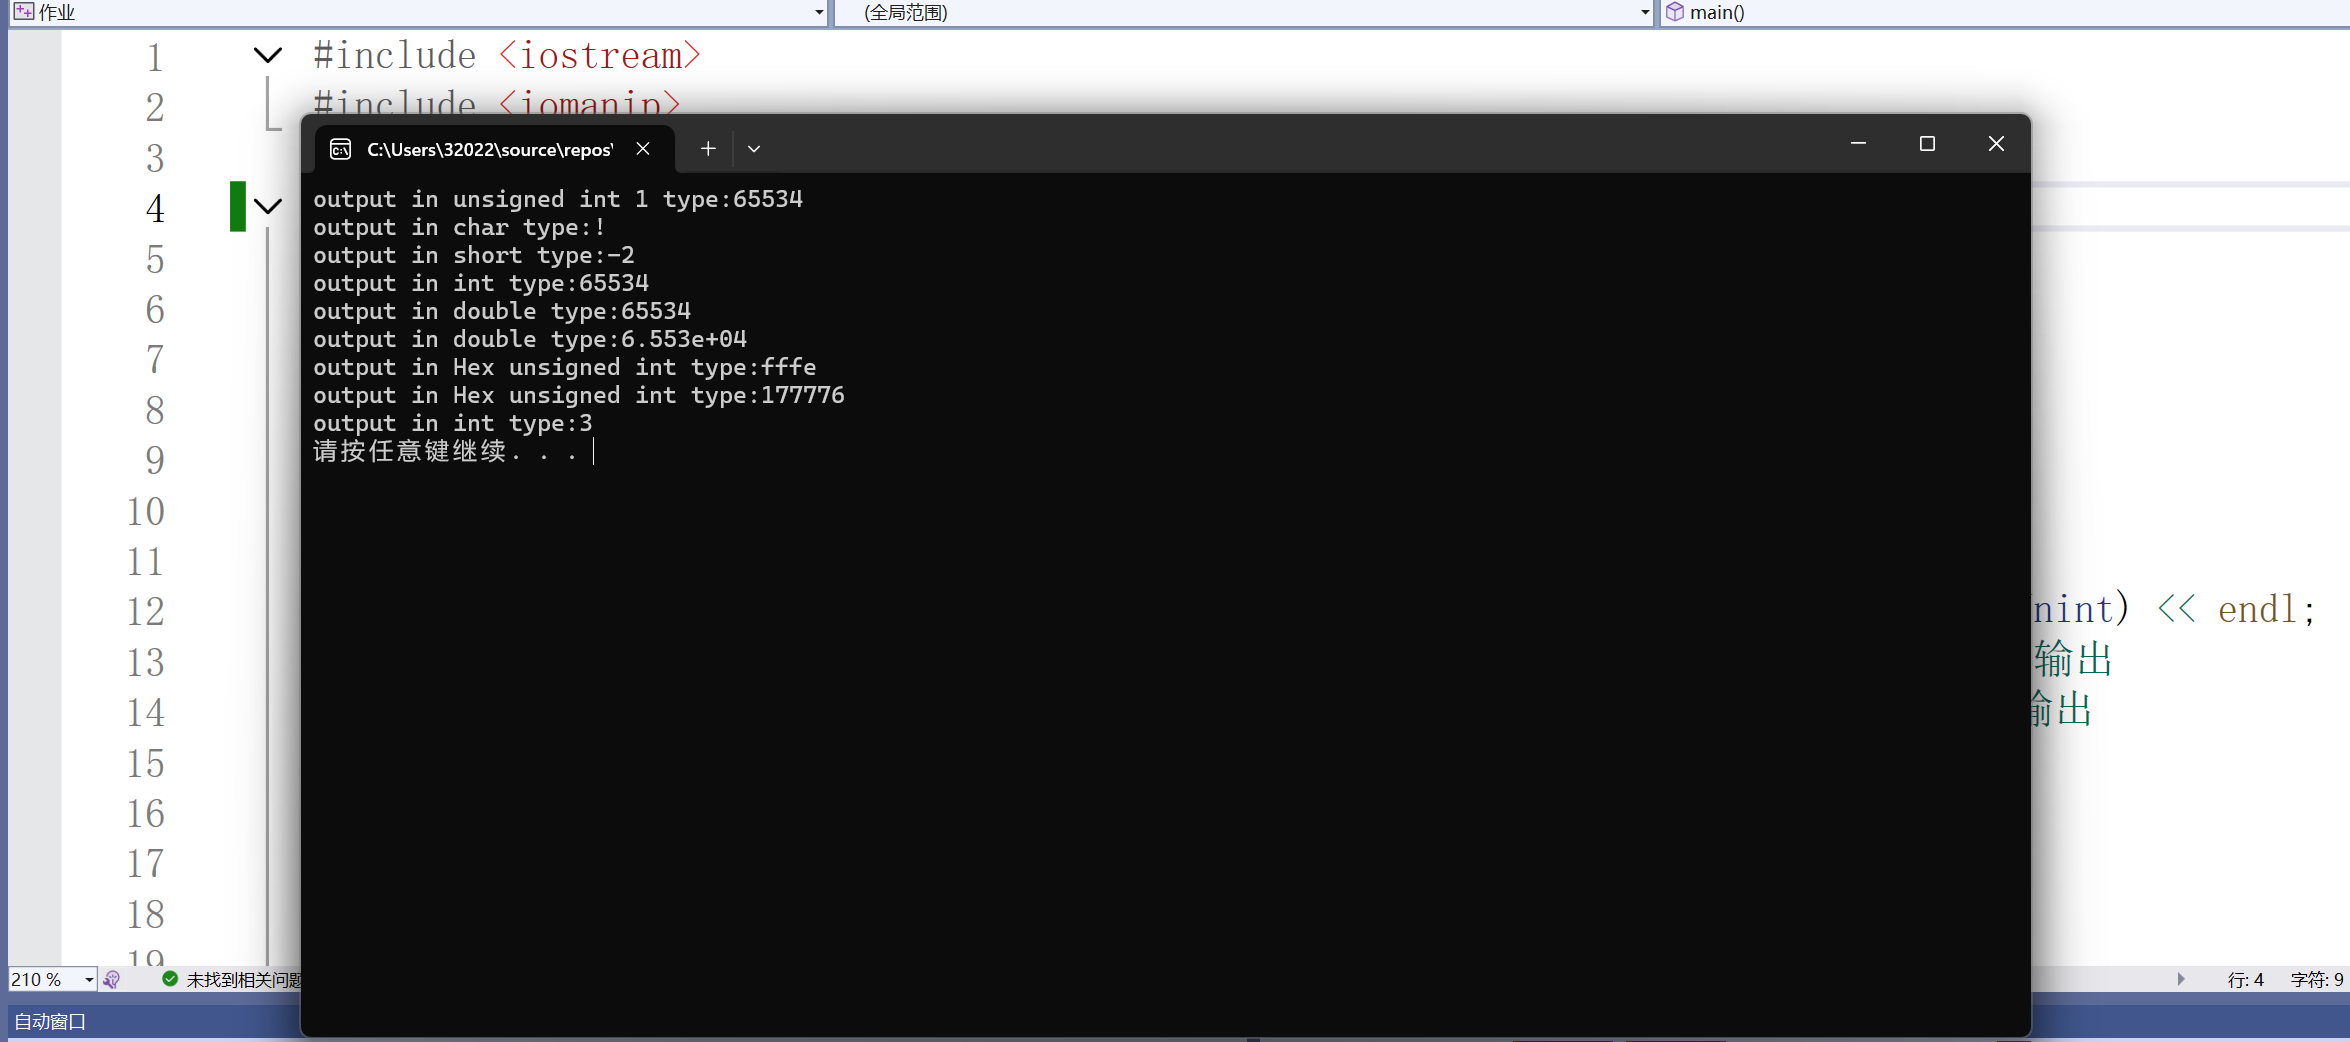 作业 (全局范围) main()
1 #include <iostream>
2 #include <iomanip>
3
C:\Users\32022\source\repos\
4
output in unsigned int 1 type:65534
output in char type:!
output in short type:-2
5
output in int type:65534
6
output in double type:65534
output in double type:6.553e+04
7
output in Hex unsigned int type:fffe
output in Hex unsigned int type:177776
8
output in int type:3
9
请按任意键继续. . .
10
11
12 nint) << endl;
13 输出
14 输出
15
16
17
18
19
210 % 未找到相关问题 行: 4 字符: 9
自动窗口